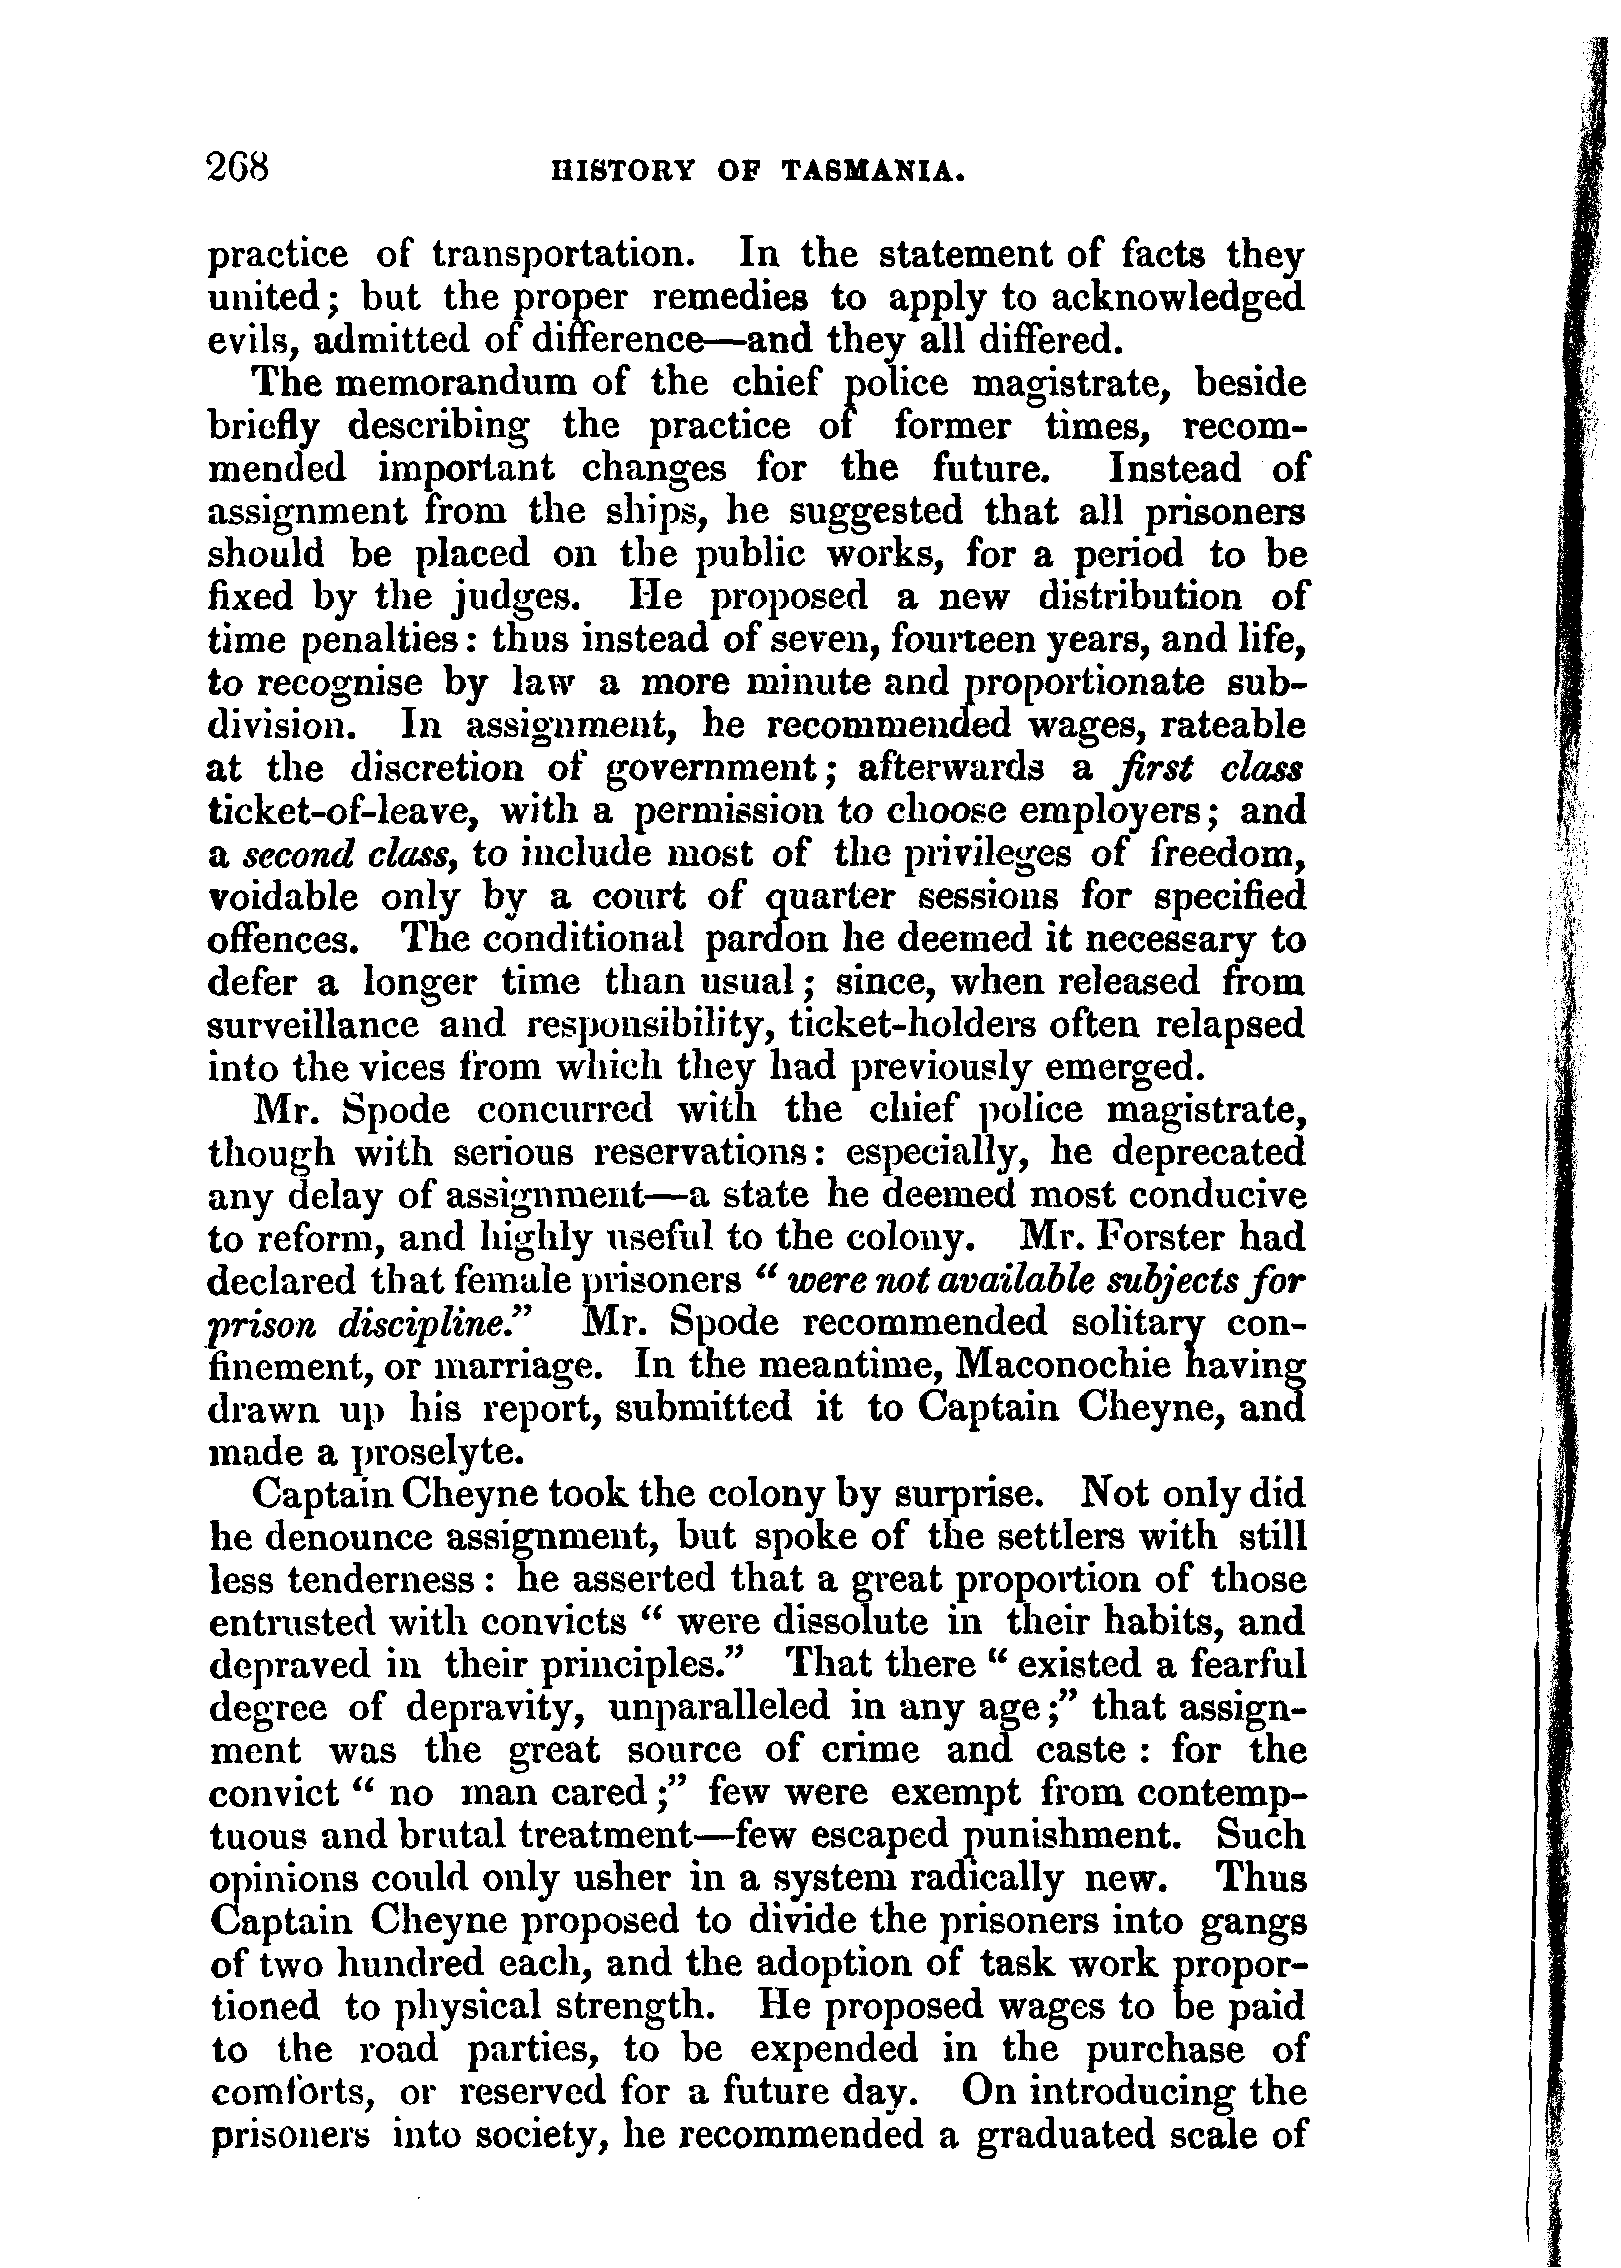 268 HISTORY OF TASMANIA.
practice of transportation. In the statement of facts they
united; but the proper remedies to apply to acknowledged
evils, admitted of difference—and they all differed.
The memorandum of the chief police magistrate, beside
briefly describing the practice of former times, recom-
mended important changes for the future. Instead of
assignment from the ships, he suggested that all prisoners
should be placed on the public works, for a period to be
fixed by the judges. He proposed a new distribution of
time penalties: thus instead of seven, fourteen years, and life,
to recognise by law a more minute and proportionate sub-
division. In assignment, he recommended wages, rateable
at the discretion of government; afterwards a first class
ticket-of-leave, with a permission to choose employers; and
a second class, to include most of the privileges of freedom,
voidable only by a court of quarter sessions for specified
offences. The conditional pardon he deemed it necessary to
defer a longer time than usual; since, when released from
surveillance and responsibility, ticket-holders often relapsed
into the vices from which they had previously emerged.
Mr. Spode concurred with the chief police magistrate,
though with serious reservations: especially, he deprecated
any delay of assignment—a state he deemed most conducive
to reform, and highly useful to the colony. Mr. Forster had
declared that female prisoners "were not available subjects for
prison discipline." Mr. Spode recommended solitary con-
finement, or marriage. In the meantime, Maconochie having
drawn up his report, submitted it to Captain Cheyne, and
made a proselyte.
Captain Cheyne took the colony by surprise. Not only did
he denounce assignment, but spoke of the settlers with still
less tenderness: he asserted that a great proportion of those
entrusted with convicts "were dissolute in their habits, and
depraved in their principles." That there "existed a fearful
degree of depravity, unparalleled in any age;" that assign-
ment was the great source of crime and caste: for the
convict "no man cared;" few were exempt from contemp-
tuous and brutal treatment—few escaped punishment. Such
opinions could only usher in a system radically new. Thus
Captain Cheyne proposed to divide the prisoners into gangs
of two hundred each, and the adoption of task work propor-
tioned to physical strength. He proposed wages to be paid
to the road parties, to be expended in the purchase of
comforts, or reserved for a future day. On introducing the
prisoners into society, he recommended a graduated scale of